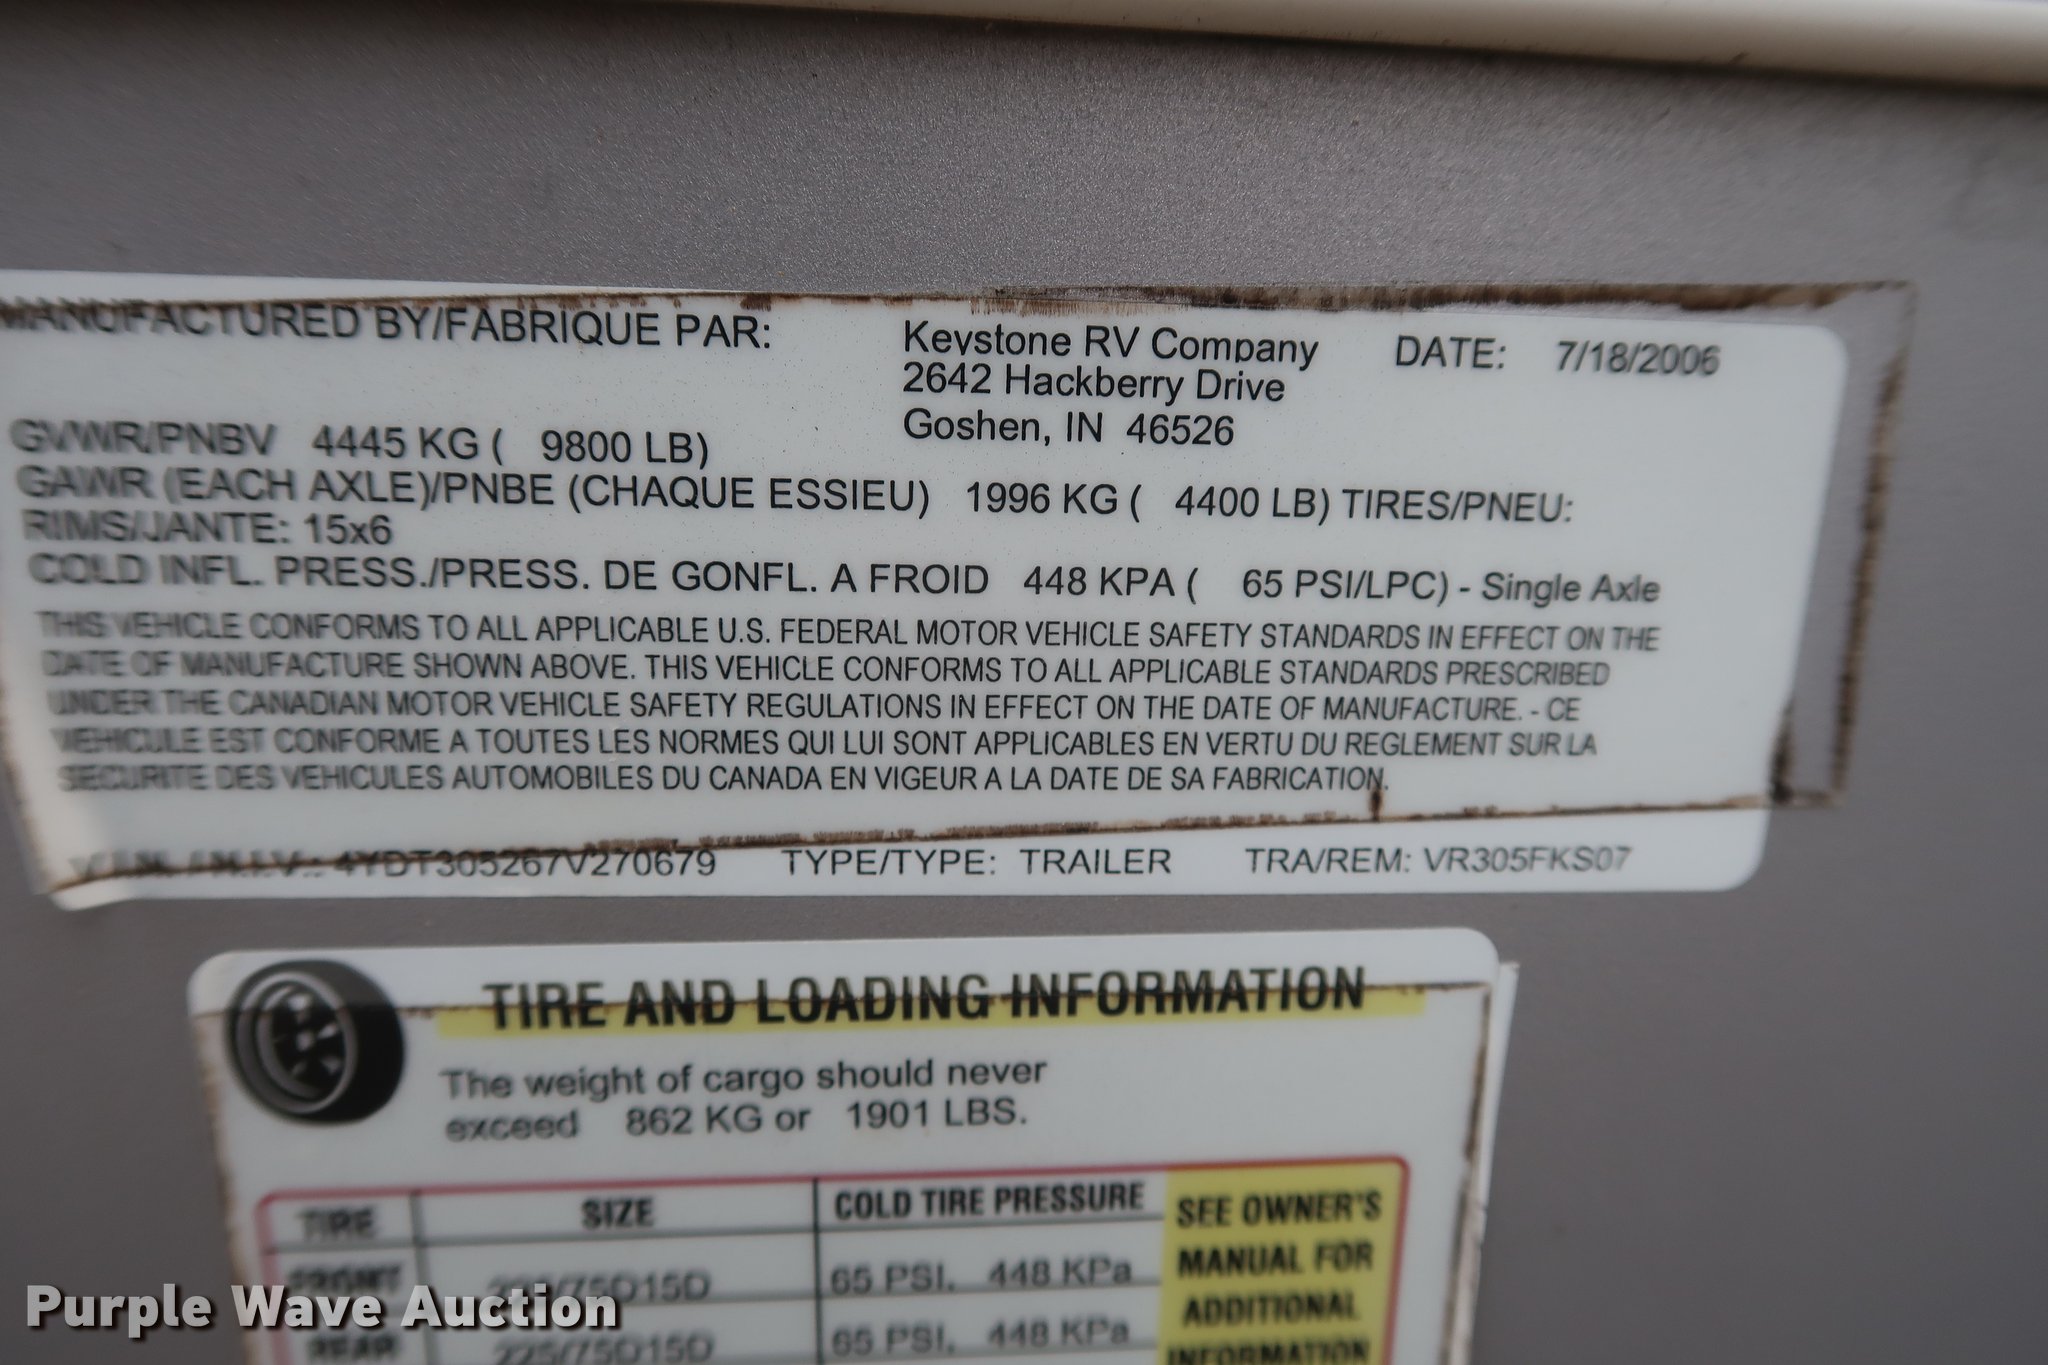 MANUFACTURED BY/FABRIQUE PAR: Keystone RV Company DATE: 7/18/2006
2642 Hackberry Drive
Goshen, IN 46526
GVWR/PNBV 4445 KG ( 9800 LB)
GAWR (EACH AXLE)/PNBE (CHAQUE ESSIEU) 1996 KG ( 4400 LB) TIRES/PNEU:
RIMS/JANTE: 15x6
COLD INFL. PRESS./PRESS. DE GONFL. A FROID 448 KPA ( 65 PSI/LPC) - Single Axle
THIS VEHICLE CONFORMS TO ALL APPLICABLE U.S. FEDERAL MOTOR VEHICLE SAFETY STANDARDS IN EFFECT ON THE
DATE OF MANUFACTURE SHOWN ABOVE. THIS VEHICLE CONFORMS TO ALL APPLICABLE STANDARDS PRESCRIBED
UNDER THE CANADIAN MOTOR VEHICLE SAFETY REGULATIONS IN EFFECT ON THE DATE OF MANUFACTURE. - CE
VEHICULE EST CONFORME A TOUTES LES NORMES QUI LUI SONT APPLICABLES EN VERTU DU REGLEMENT SUR LA
SECURITE DES VEHICULES AUTOMOBILES DU CANADA EN VIGEUR A LA DATE DE SA FABRICATION.
V.I.N. / N.I.V.: 4YDT305267V270679 TYPE/TYPE: TRAILER TRA/REM: VR305FKS07
TIRE AND LOADING INFORMATION
The weight of cargo should never
exceed 862 KG or 1901 LBS.
TIRE SIZE COLD TIRE PRESSURE SEE OWNER'S
MANUAL FOR
ADDITIONAL
INFORMATION
FRONT 225/75D15D 65 PSI, 448 KPa
REAR 225/75D15D 65 PSI, 448 KPa
Purple Wave Auction